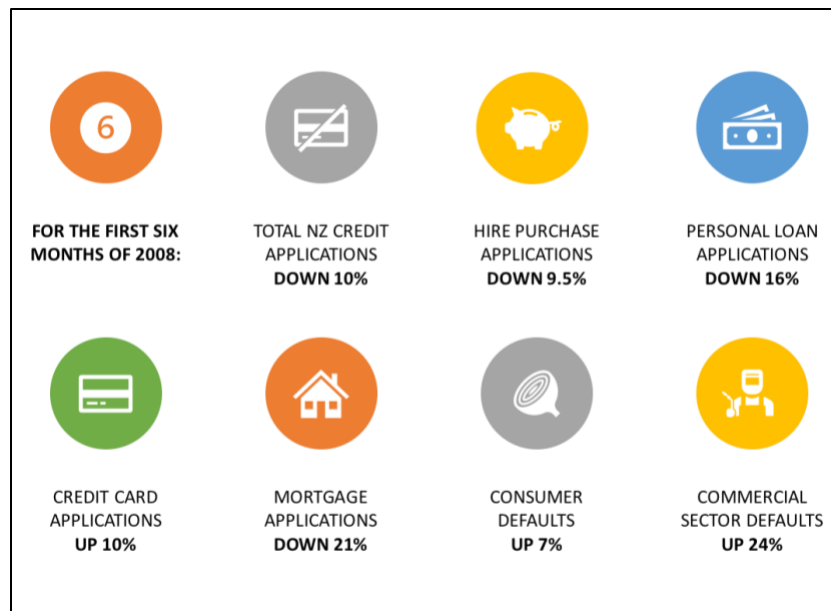 6
FOR THE FIRST SIX
MONTHS OF 2008:
TOTAL NZ CREDIT
APPLICATIONS
DOWN 10%
HIRE PURCHASE
APPLICATIONS
DOWN 9.5%
PERSONAL LOAN
APPLICATIONS
DOWN 16%
CREDIT CARD
APPLICATIONS
UP 10%
MORTGAGE
APPLICATIONS
DOWN 21%
CONSUMER
DEFAULTS
UP 7%
COMMERCIAL
SECTOR DEFAULTS
UP 24%